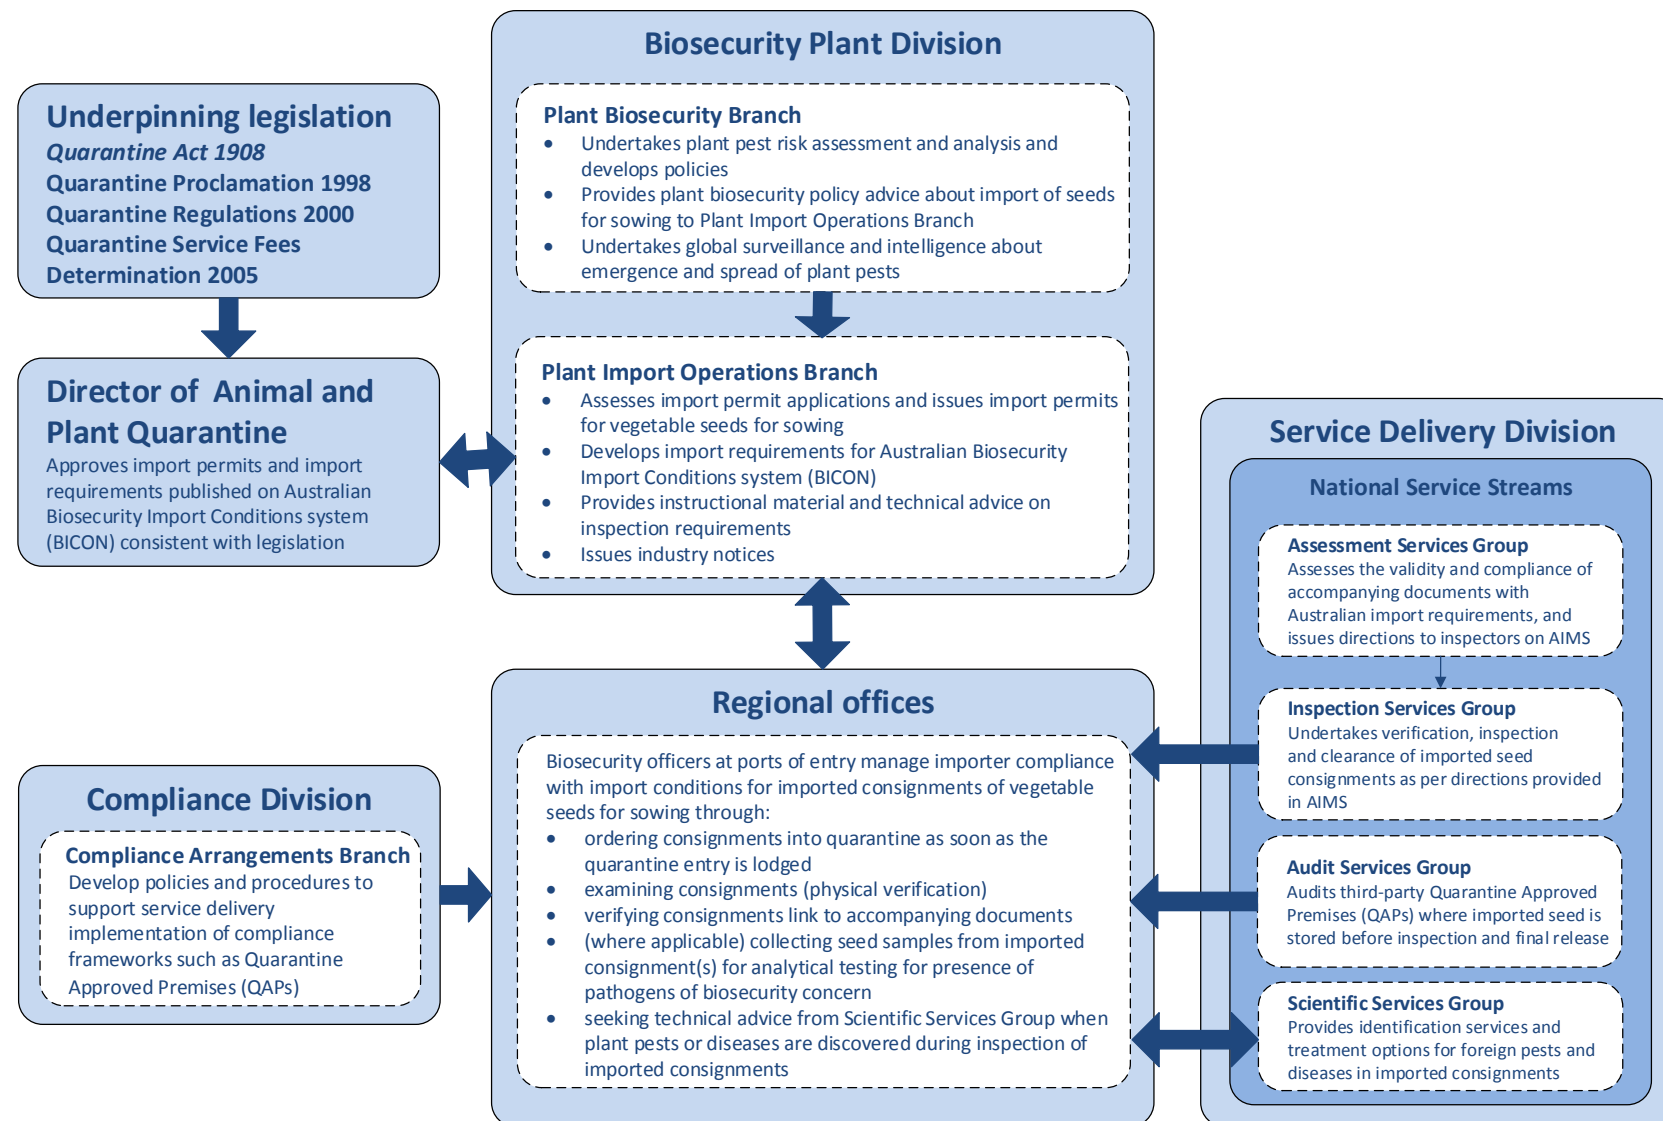 Biosecurity Plant Division
Underpinning legislation
Quarantine Act 1908
Quarantine Proclamation 1998
Quarantine Regulations 2000
Quarantine Service Fees
Determination 2005
Plant Biosecurity Branch
• Undertakes plant pest risk assessment and analysis and
develops policies
• Provides plant biosecurity policy advice about import of seeds
for sowing to Plant Import Operations Branch
• Undertakes global surveillance and intelligence about
emergence and spread of plant pests
Director of Animal and
Plant Quarantine
Approves import permits and import
requirements published on Australian
Biosecurity Import Conditions system
(BICON) consistent with legislation
Plant Import Operations Branch
• Assesses import permit applications and issues import permits
for vegetable seeds for sowing
• Develops import requirements for Australian Biosecurity
Import Conditions system (BICON)
• Provides instructional material and technical advice on
inspection requirements
• Issues industry notices
Service Delivery Division
National Service Streams
Assessment Services Group
Assesses the validity and compliance of
accompanying documents with
Australian import requirements, and
issues directions to inspectors on AIMS
Inspection Services Group
Undertakes verification, inspection
and clearance of imported seed
consignments as per directions provided
in AIMS
Audit Services Group
Audits third-party Quarantine Approved
Premises (QAPs) where imported seed is
stored before inspection and final release
Scientific Services Group
Provides identification services and
treatment options for foreign pests and
diseases in imported consignments
Regional offices
Biosecurity officers at ports of entry manage importer compliance
with import conditions for imported consignments of vegetable
seeds for sowing through:
• ordering consignments into quarantine as soon as the
quarantine entry is lodged
• examining consignments (physical verification)
• verifying consignments link to accompanying documents
• (where applicable) collecting seed samples from imported
consignment(s) for analytical testing for presence of
pathogens of biosecurity concern
• seeking technical advice from Scientific Services Group when
plant pests or diseases are discovered during inspection of
imported consignments
Compliance Division
Compliance Arrangements Branch
Develop policies and procedures to
support service delivery
implementation of compliance
frameworks such as Quarantine
Approved Premises (QAPs)